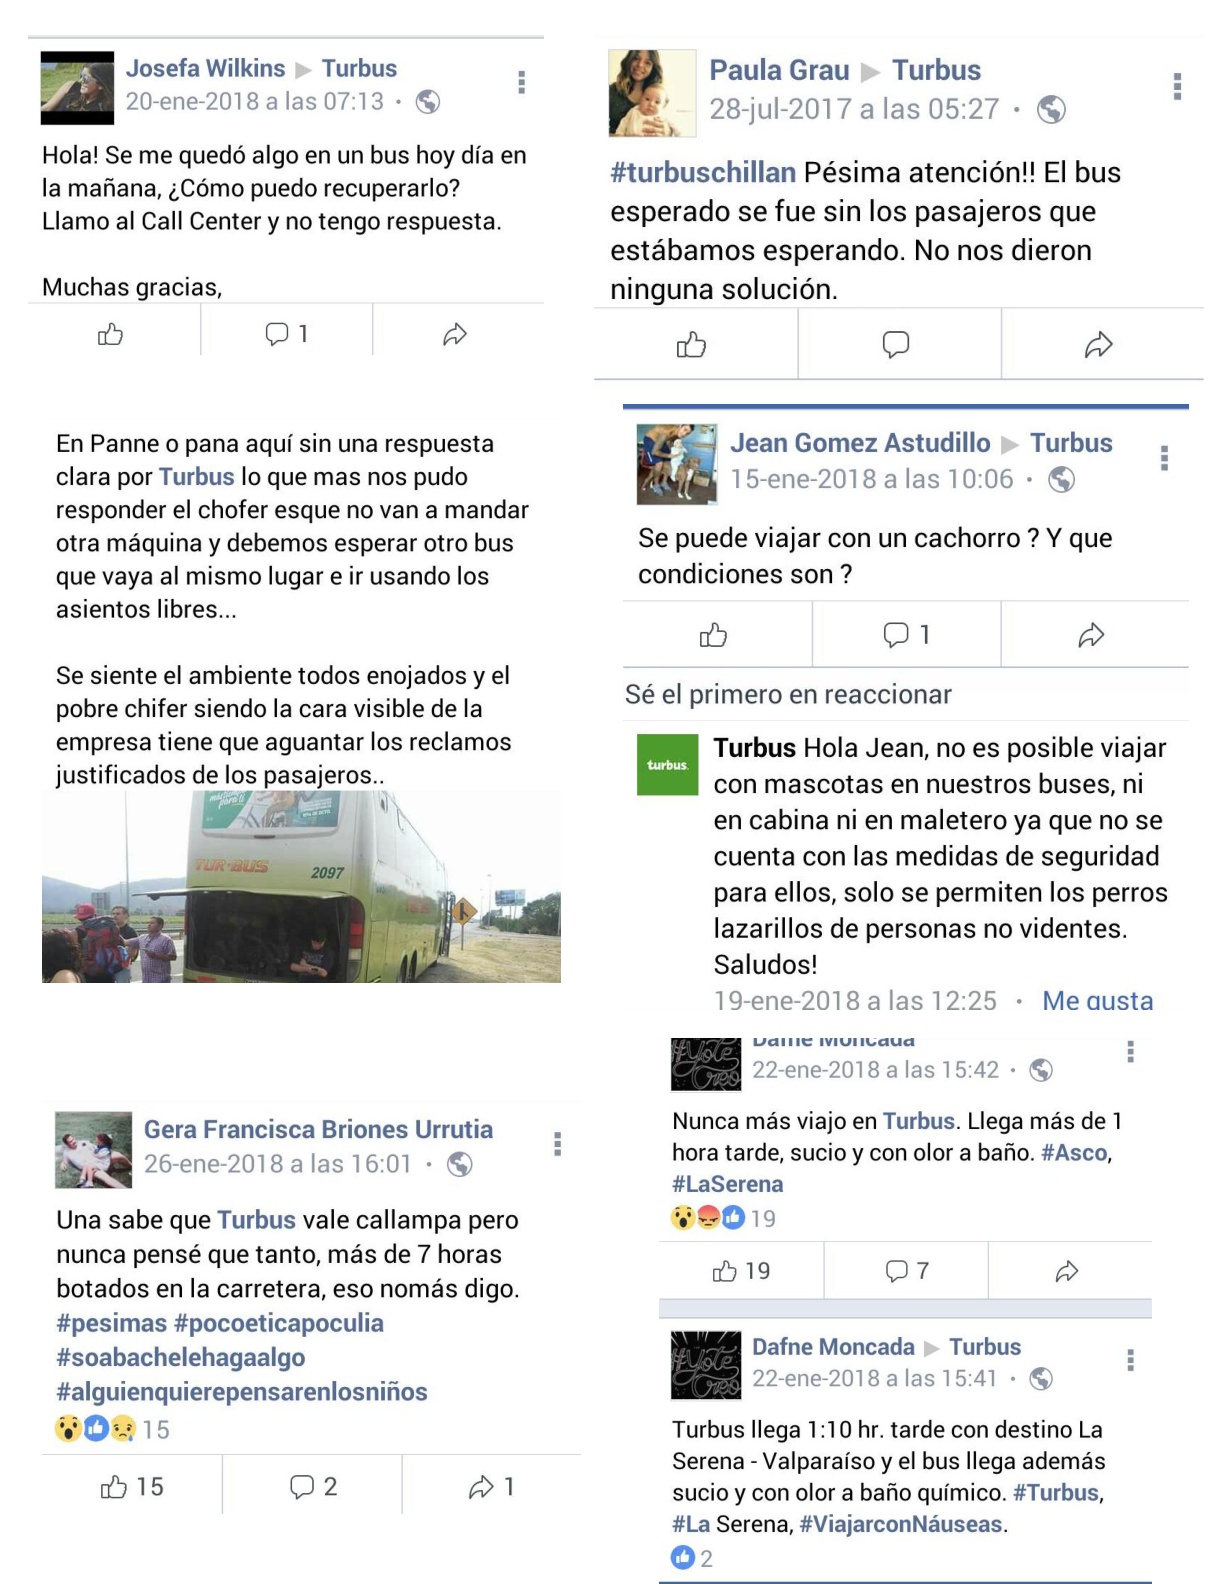 Josefa Wilkins ▶ Turbus
20-ene-2018 a las 07:13 ·
Hola! Se me quedó algo en un bus hoy día en
la mañana, ¿Cómo puedo recuperarlo?
Llamo al Call Center y no tengo respuesta.
Muchas gracias,
1
En Panne o pana aquí sin una respuesta
clara por Turbus lo que mas nos pudo
responder el chofer esque no van a mandar
otra máquina y debemos esperar otro bus
que vaya al mismo lugar e ir usando los
asientos libres...
Se siente el ambiente todos enojados y el
pobre chifer siendo la cara visible de la
empresa tiene que aguantar los reclamos
justificados de los pasajeros..
TUR-BUS
2097
Gera Francisca Briones Urrutia
26-ene-2018 a las 16:01 ·
Una sabe que Turbus vale callampa pero
nunca pensé que tanto, más de 7 horas
botados en la carretera, eso nomás digo.
#pesimas #pocoeticapoculia
#soabachelehagaalgo
#alguienquierepensarenlosniños
15
15 2 1
Paula Grau ▶ Turbus
28-jul-2017 a las 05:27 ·
#turbuschillan Pésima atención!! El bus
esperado se fue sin los pasajeros que
estábamos esperando. No nos dieron
ninguna solución.
Jean Gomez Astudillo ▶ Turbus
15-ene-2018 a las 10:06 ·
Se puede viajar con un cachorro ? Y que
condiciones son ?
1
Sé el primero en reaccionar
turbus.
Turbus Hola Jean, no es posible viajar
con mascotas en nuestros buses, ni
en cabina ni en maletero ya que no se
cuenta con las medidas de seguridad
para ellos, solo se permiten los perros
lazarillos de personas no videntes.
Saludos!
19-ene-2018 a las 12:25 · Me gusta
Dafne Moncada
#Yote Creo
22-ene-2018 a las 15:42 ·
Nunca más viajo en Turbus. Llega más de 1
hora tarde, sucio y con olor a baño. #Asco,
#LaSerena
19
19 7
#Yote Creo
Dafne Moncada ▶ Turbus
22-ene-2018 a las 15:41 ·
Turbus llega 1:10 hr. tarde con destino La
Serena - Valparaíso y el bus llega además
sucio y con olor a baño químico. #Turbus,
#La Serena, #ViajarconNáuseas.
2